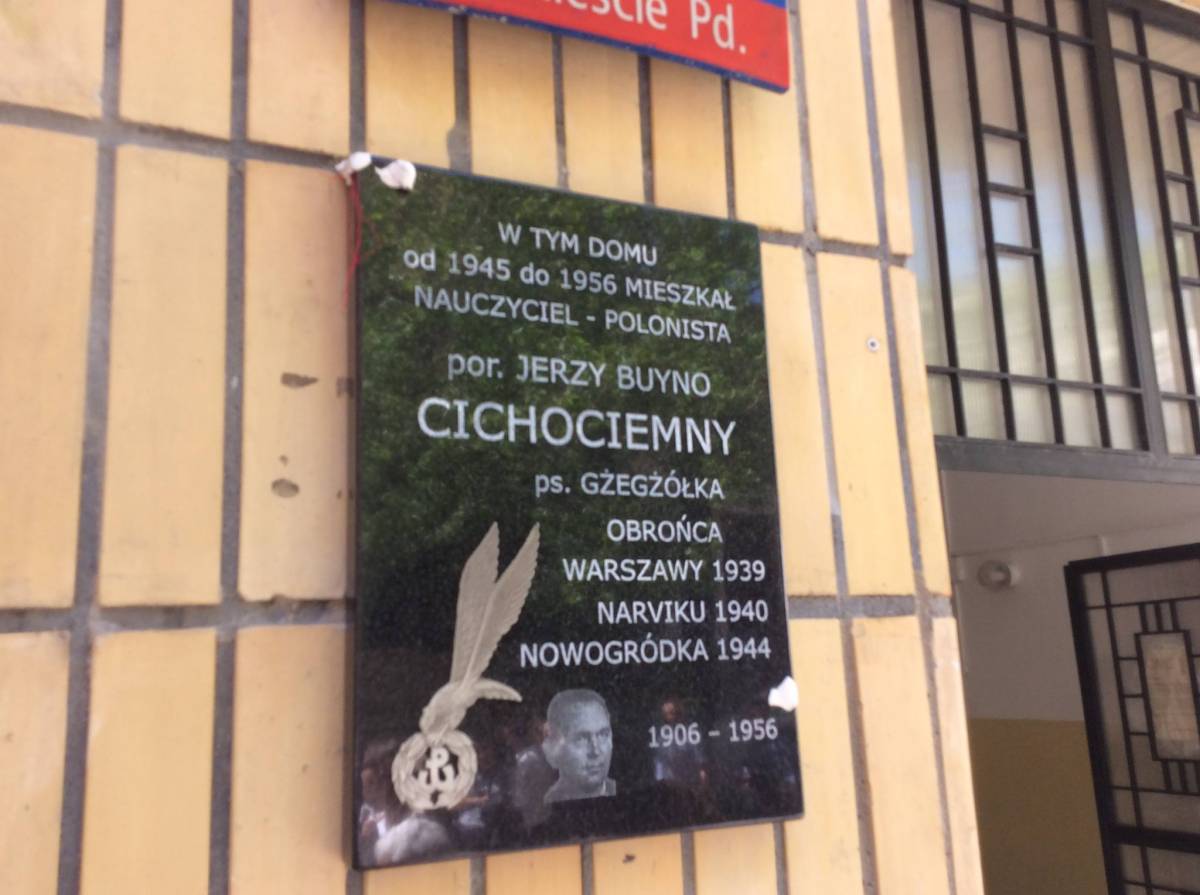 Pd.
W TYM DOMU
od 1945 do 1956 MIESZKAŁ
NAUCZYCIEL - POLONISTA
por. JERZY BUYNO
CICHOCIEMNY
ps. GŻEGŻÓŁKA
OBROŃCA
WARSZAWY 1939
NARVIKU 1940
NOWOGRÓDKA 1944
1906 – 1956